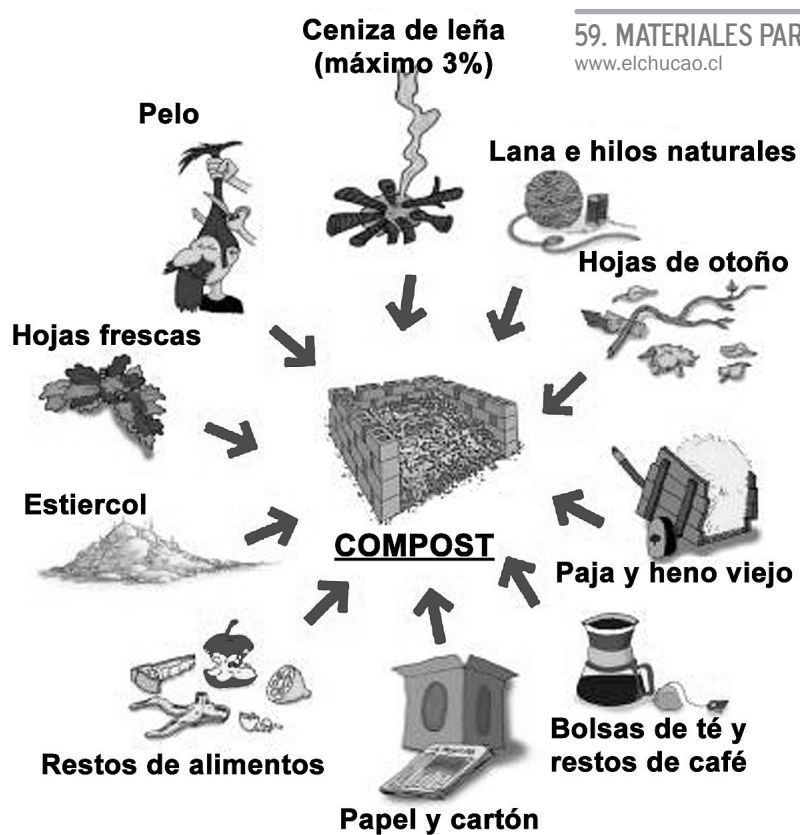 59. MATERIALES PAR
www.elchucao.cl
Ceniza de leña
(máximo 3%)
Pelo
Lana e hilos naturales
Hojas de otoño
Hojas frescas
Estiercol
COMPOST
Paja y heno viejo
Bolsas de té y
restos de café
Restos de alimentos
Papel y cartón